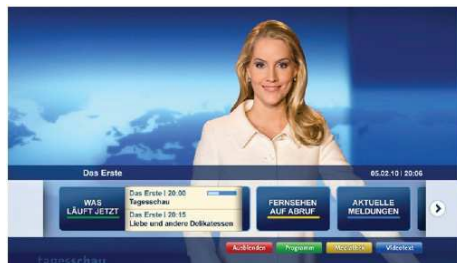 Das Erste
05.02.10 | 20:06
WAS
LÄUFT JETZT
Das Erste | 20:00
Tagesschau
Das Erste | 20:15
Liebe und andere Delikatessen
FERNSEHEN
AUF ABRUF
AKTUELLE
MELDUNGEN
Ausblenden
Programm
Mediathek
Videotext
tagesschau